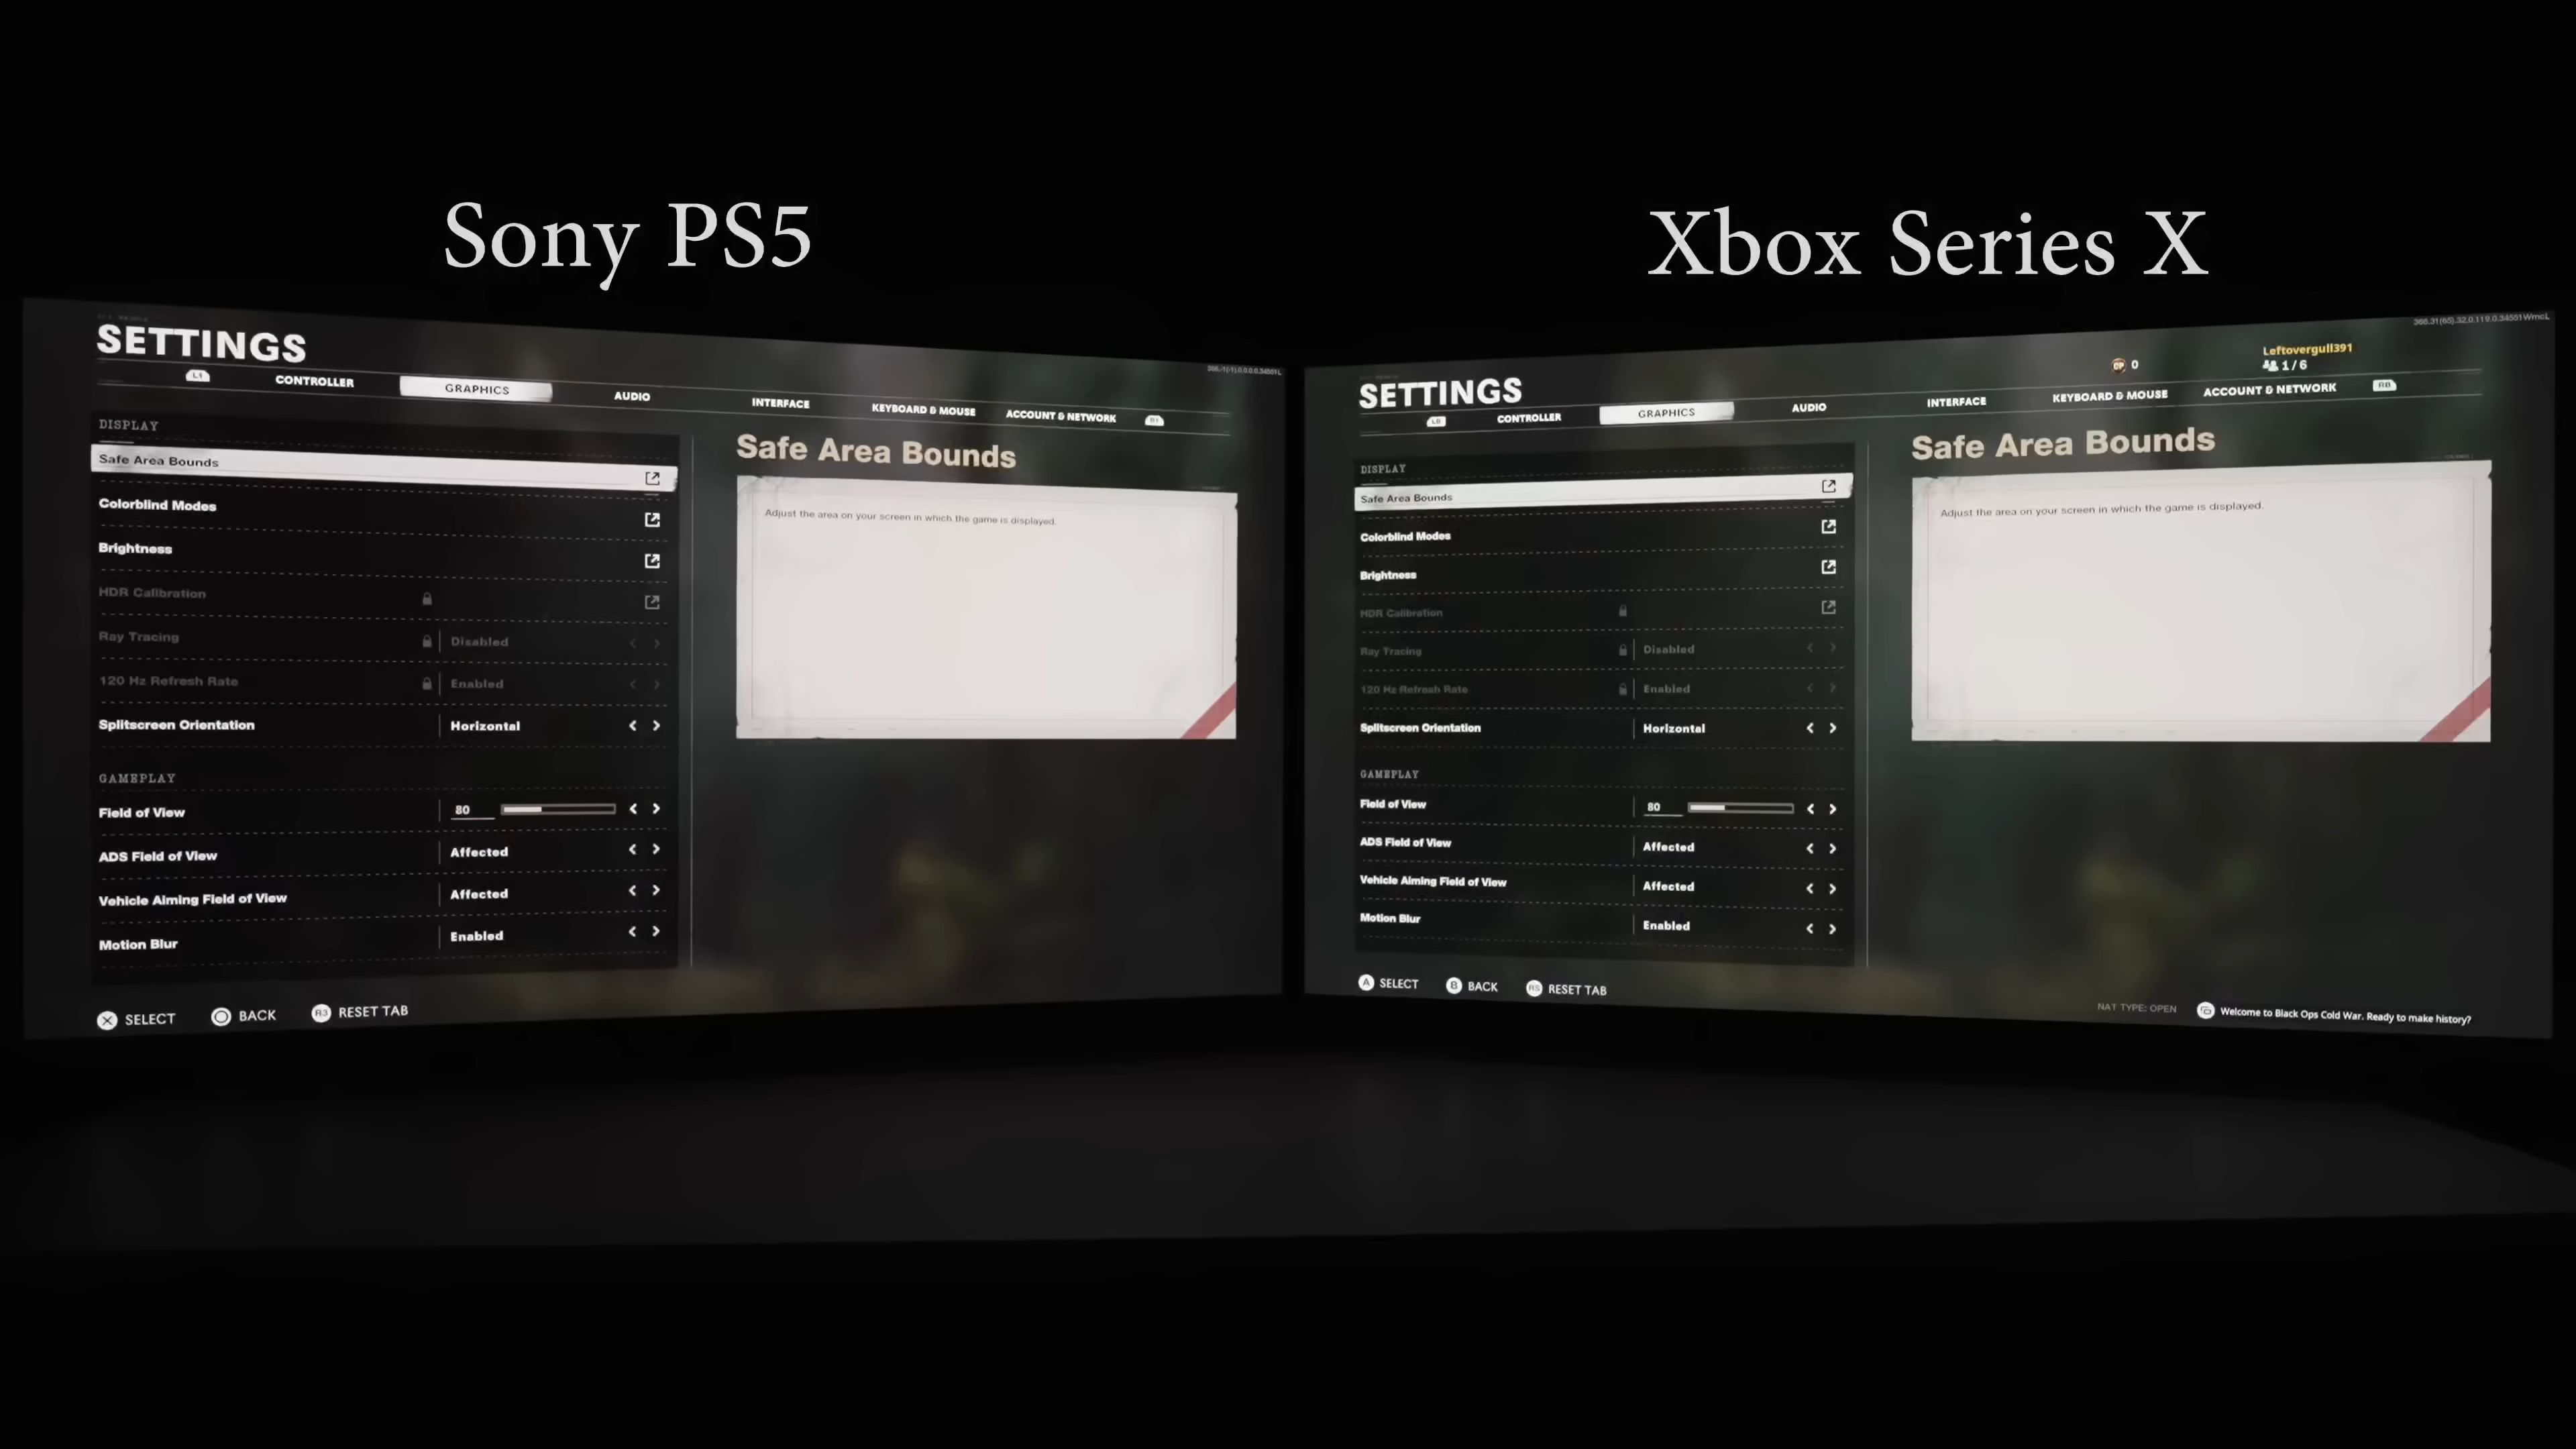 Sony PS5
SETTINGS
L1
CONTROLLER
GRAPHICS
AUDIO
INTERFACE
KEYBOARD & MOUSE
ACCOUNT & NETWORK
R1
DISPLAY
Safe Area Bounds
Colorblind Modes
Brightness
HDR Calibration
Ray Tracing Disabled
120 Hz Refresh Rate Enabled
Splitscreen Orientation Horizontal
GAMEPLAY
Field of View 80
ADS Field of View Affected
Vehicle Aiming Field of View Affected
Motion Blur Enabled
Safe Area Bounds
Adjust the area on your screen in which the game is displayed.
SELECT
BACK
R3 RESET TAB
Xbox Series X
SETTINGS
0
Leftovergull391
1 / 6
LB
CONTROLLER
GRAPHICS
AUDIO
INTERFACE
KEYBOARD & MOUSE
ACCOUNT & NETWORK
RB
DISPLAY
Safe Area Bounds
Colorblind Modes
Brightness
HDR Calibration
Ray Tracing Disabled
120 Hz Refresh Rate Enabled
Splitscreen Orientation Horizontal
GAMEPLAY
Field of View 80
ADS Field of View Affected
Vehicle Aiming Field of View Affected
Motion Blur Enabled
Safe Area Bounds
Adjust the area on your screen in which the game is displayed.
A SELECT
B BACK
RS RESET TAB
NAT TYPE: OPEN
Welcome to Black Ops Cold War. Ready to make history?